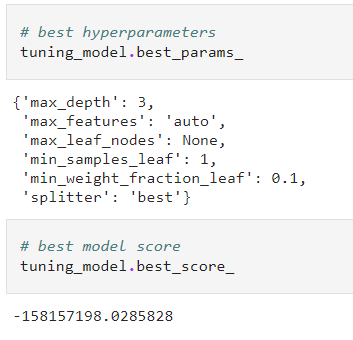 # best hyperparameters
tuning_model.best_params_
{'max_depth': 3,
'max_features': 'auto',
'max_leaf_nodes': None,
'min_samples_leaf': 1,
'min_weight_fraction_leaf': 0.1,
'splitter': 'best'}
# best model score
tuning_model.best_score_
-158157198.0285828